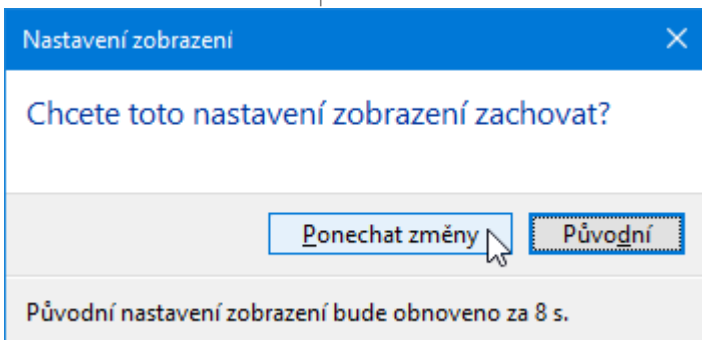 Nastavení zobrazení
Chcete toto nastavení zobrazení zachovat?
Ponechat změny
Původní
Původní nastavení zobrazení bude obnoveno za 8 s.